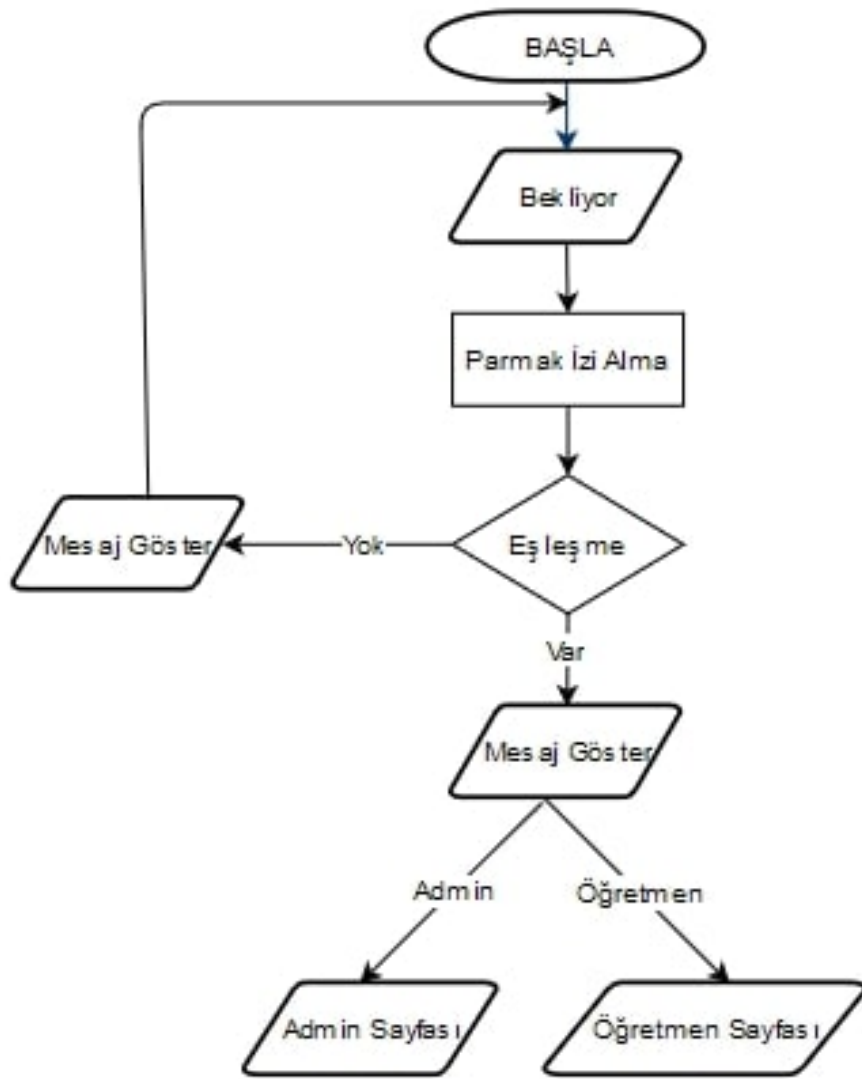 BAŞLA
Bekliyor
Parmak İzi Alma
Eşleşme
Yok
Mesaj Göster
Var
Mesaj Göster
Admin
Öğretmen
Admin Sayfası
Öğretmen Sayfası